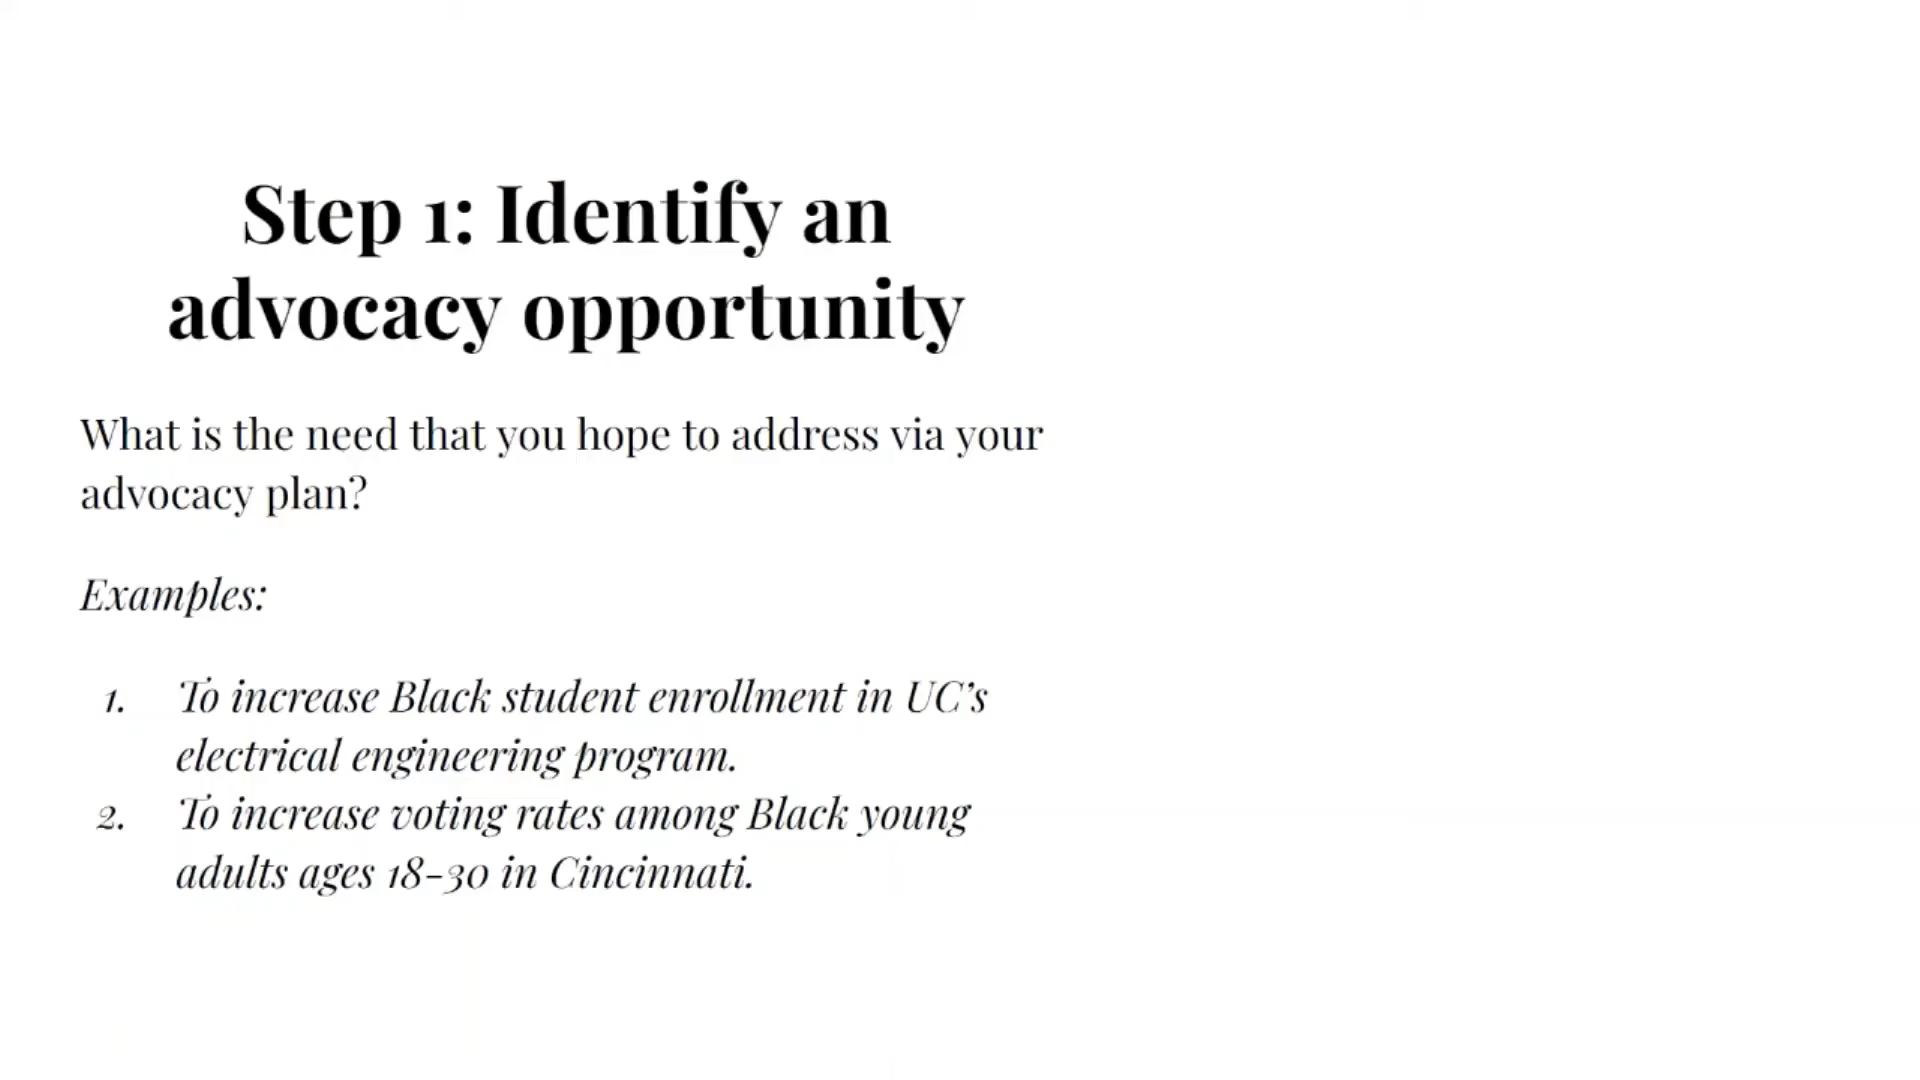 Step 1: Identify an
advocacy opportunity
What is the need that you hope to address via your
advocacy plan?
Examples:
1. To increase Black student enrollment in UC’s
electrical engineering program.
2. To increase voting rates among Black young
adults ages 18-30 in Cincinnati.